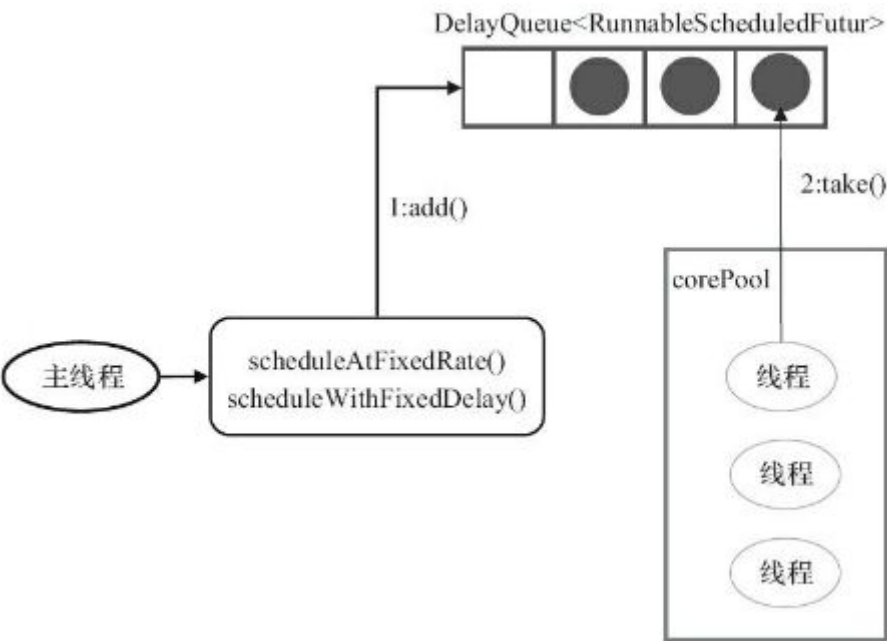 DelayQueue<RunnableScheduledFutur>
1:add()
2:take()
corePool
主线程
scheduleAtFixedRate()
scheduleWithFixedDelay()
线程
线程
线程